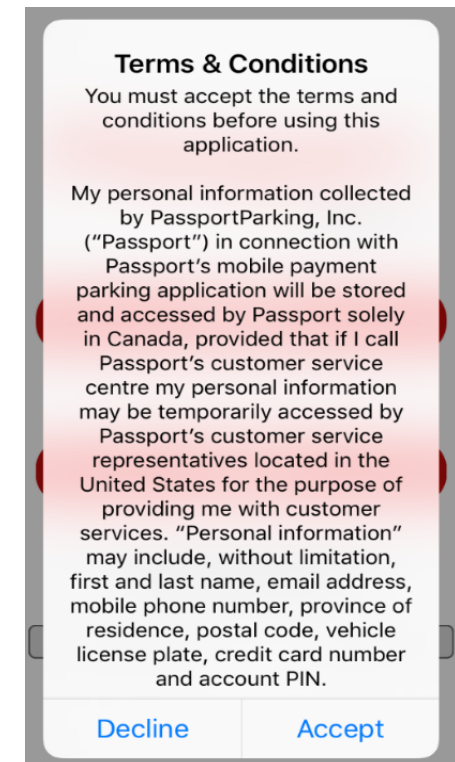 Terms & Conditions
You must accept the terms and
conditions before using this
application.
My personal information collected
by PassportParking, Inc.
(“Passport”) in connection with
Passport’s mobile payment
parking application will be stored
and accessed by Passport solely
in Canada, provided that if I call
Passport’s customer service
centre my personal information
may be temporarily accessed by
Passport’s customer service
representatives located in the
United States for the purpose of
providing me with customer
services. “Personal information”
may include, without limitation,
first and last name, email address,
mobile phone number, province of
residence, postal code, vehicle
license plate, credit card number
and account PIN.
Decline
Accept